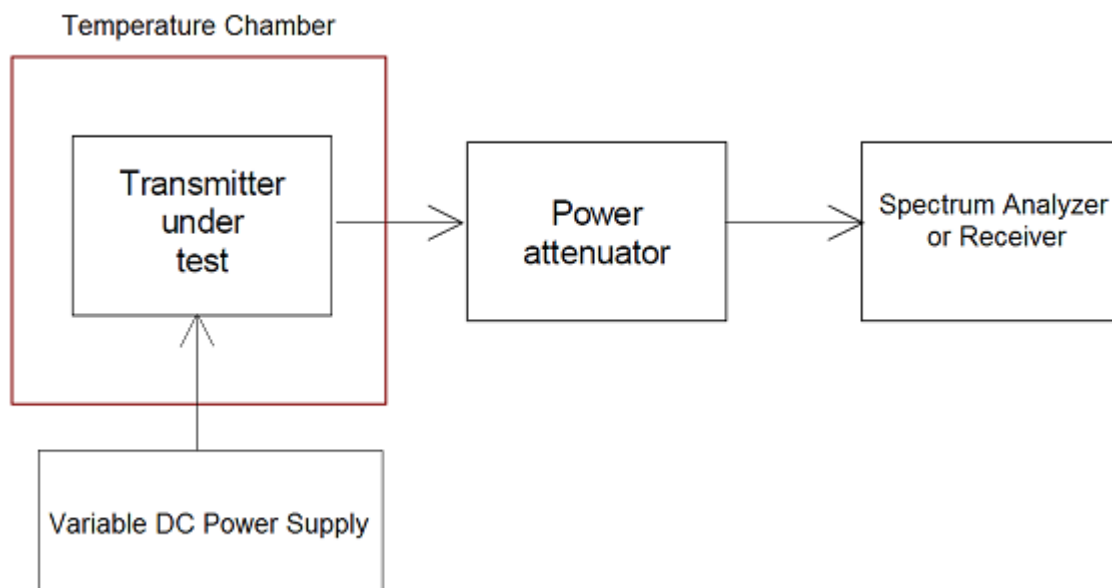 Temperature Chamber
Transmitter
under
test
Power
attenuator
Spectrum Analyzer
or Receiver
Variable DC Power Supply